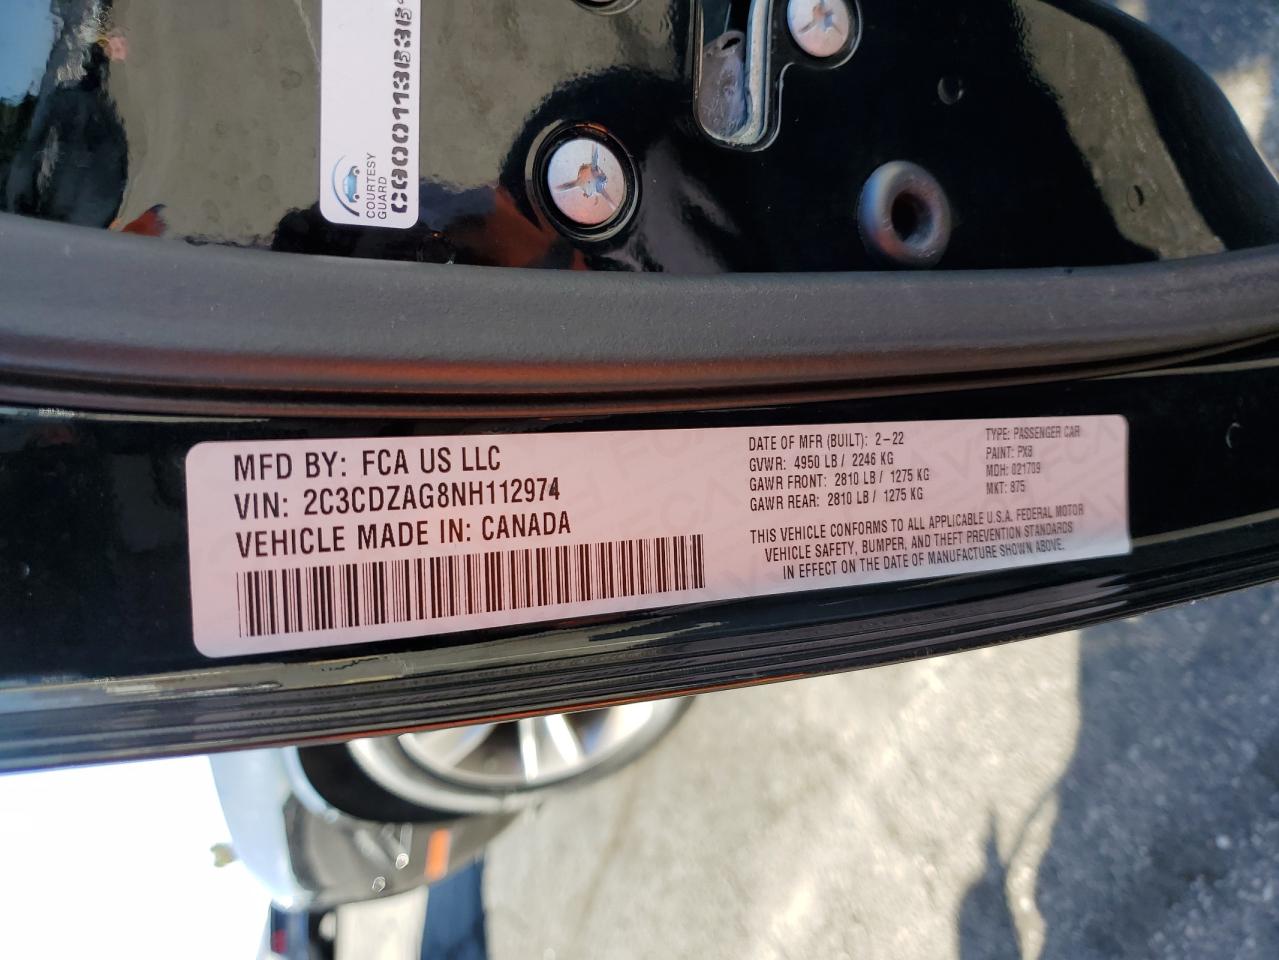 COURTESY
GUARD
MFD BY: FCA US LLC
VIN: 2C3CDZAG8NH112974
VEHICLE MADE IN: CANADA
DATE OF MFR (BUILT): 2-22
GVWR: 4950 LB / 2246 KG
GAWR FRONT: 2810 LB / 1275 KG
GAWR REAR: 2810 LB / 1275 KG
TYPE: PASSENGER CAR
PAINT: PX8
MDH: 021709
MKT: 875
THIS VEHICLE CONFORMS TO ALL APPLICABLE U.S.A. FEDERAL MOTOR
VEHICLE SAFETY, BUMPER, AND THEFT PREVENTION STANDARDS
IN EFFECT ON THE DATE OF MANUFACTURE SHOWN ABOVE.